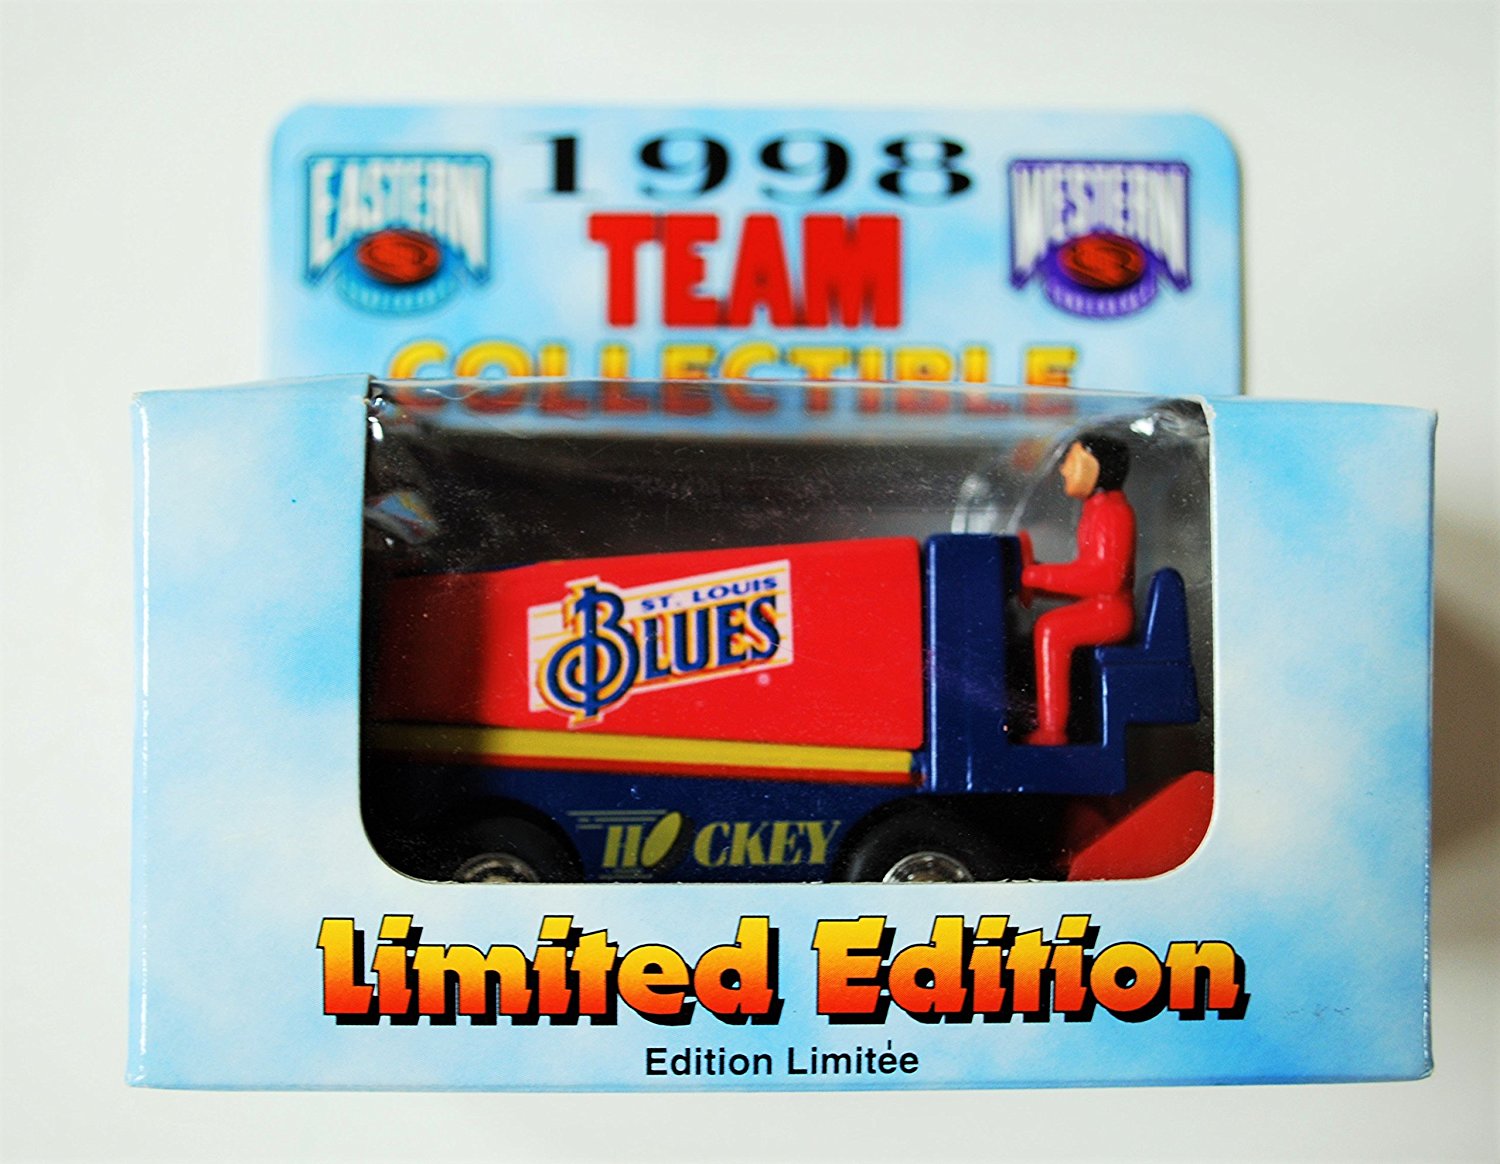 1998
EASTERN
WESTERN
TEAM
COLLECTIBLE
ST. LOUIS
BLUES
HOCKEY
Limited Edition
Edition Limitée